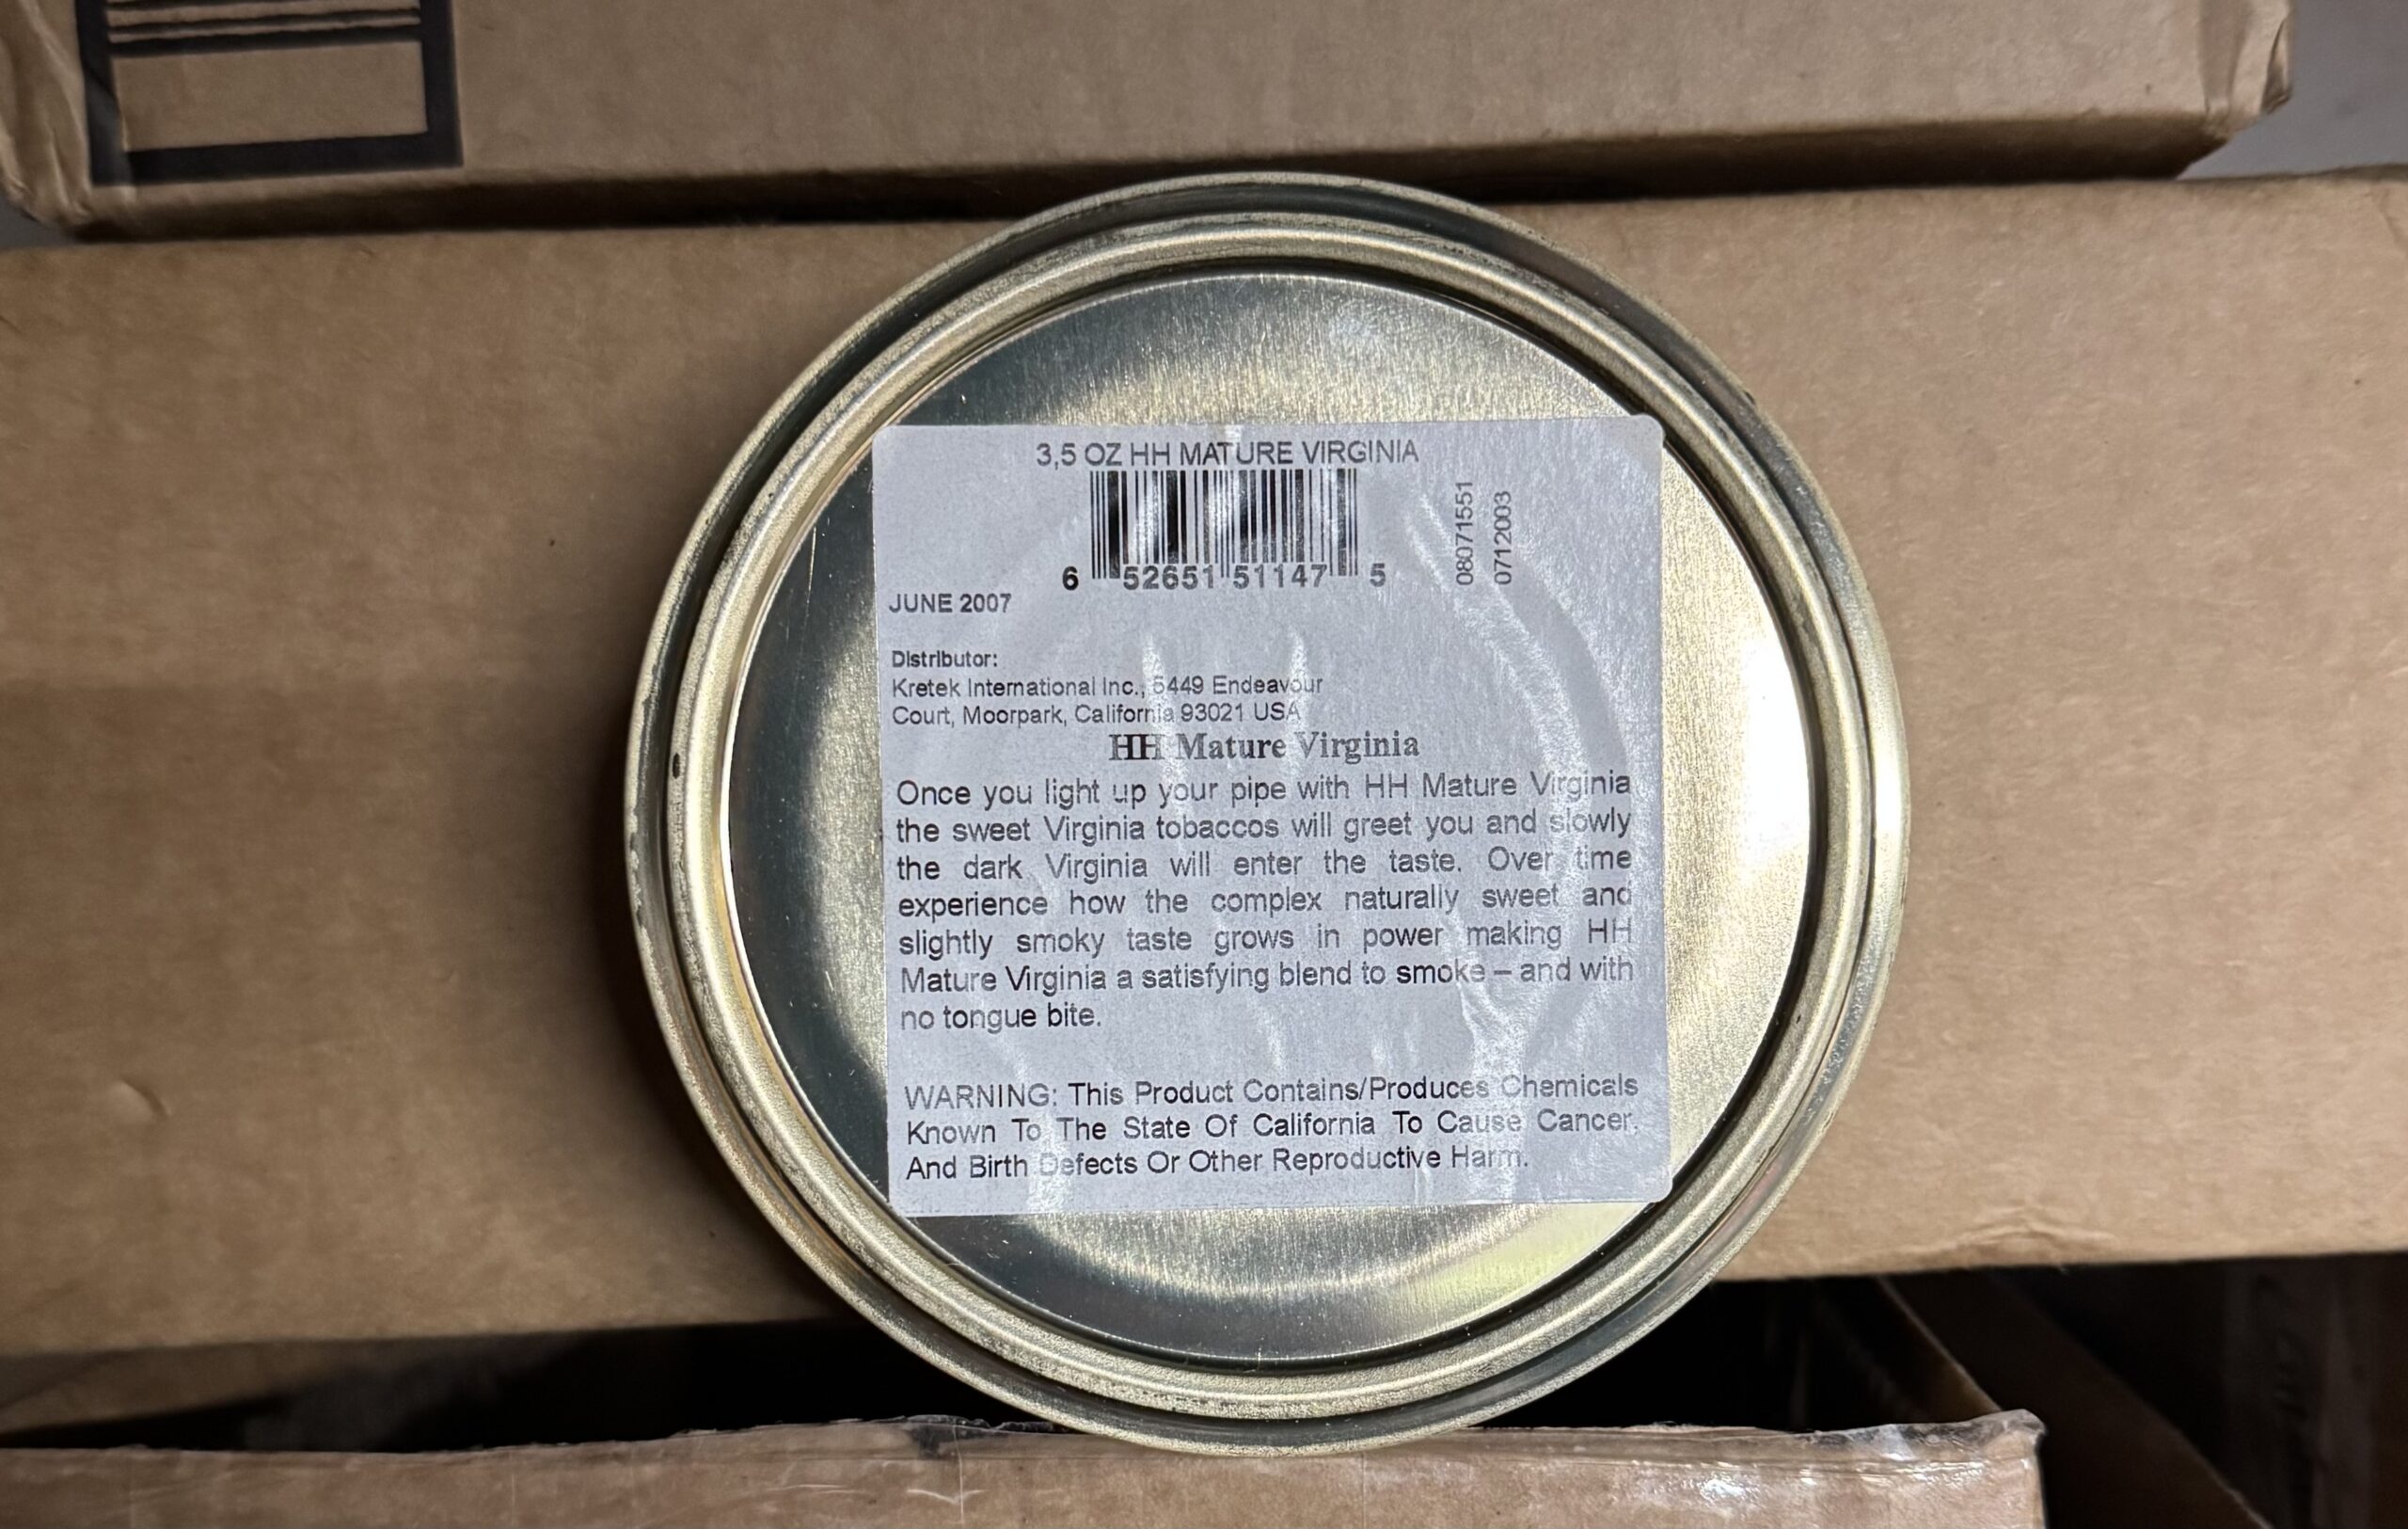 3,5 OZ HH MATURE VIRGINIA
6 52651 51147 5
08071551
0712003
JUNE 2007
Distributor:
Kretek International Inc., 5449 Endeavour
Court, Moorpark, California 93021 USA
HH Mature Virginia
Once you light up your pipe with HH Mature Virginia
the sweet Virginia tobaccos will greet you and slowly
the dark Virginia will enter the taste. Over time
experience how the complex naturally sweet and
slightly smoky taste grows in power making HH
Mature Virginia a satisfying blend to smoke – and with
no tongue bite.
WARNING: This Product Contains/Produces Chemicals
Known To The State Of California To Cause Cancer,
And Birth Defects Or Other Reproductive Harm.